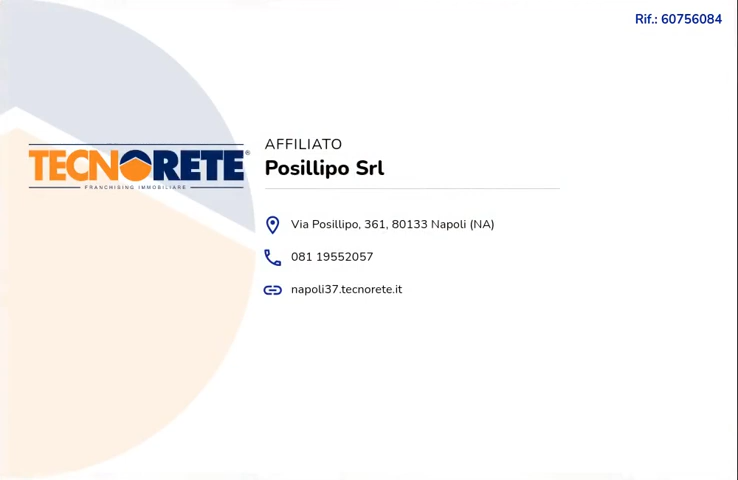 Rif.: 60756084
TECNORETE®
FRANCHISING IMMOBILIARE
AFFILIATO
Posillipo Srl
Via Posillipo, 361, 80133 Napoli (NA)
081 19552057
napoli37.tecnorete.it